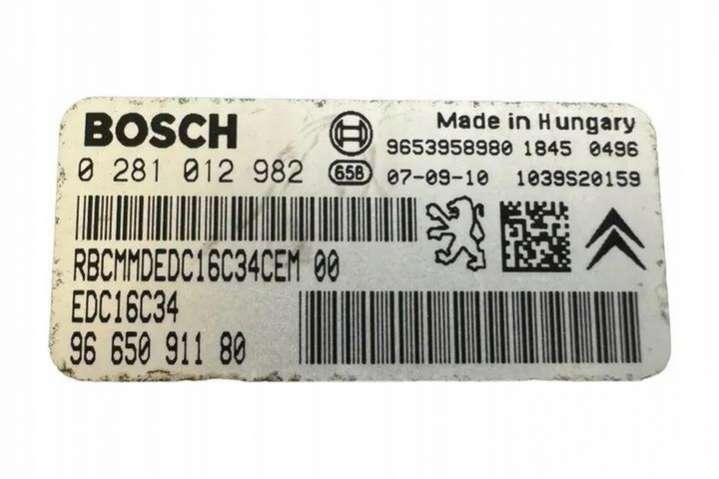 BOSCH
Made in Hungary
9653958980 1845 0496
0 281 012 982
658
07-09-10 1039S20159
RBCMMDEDC16C34CEM 00
EDC16C34
96 650 911 80